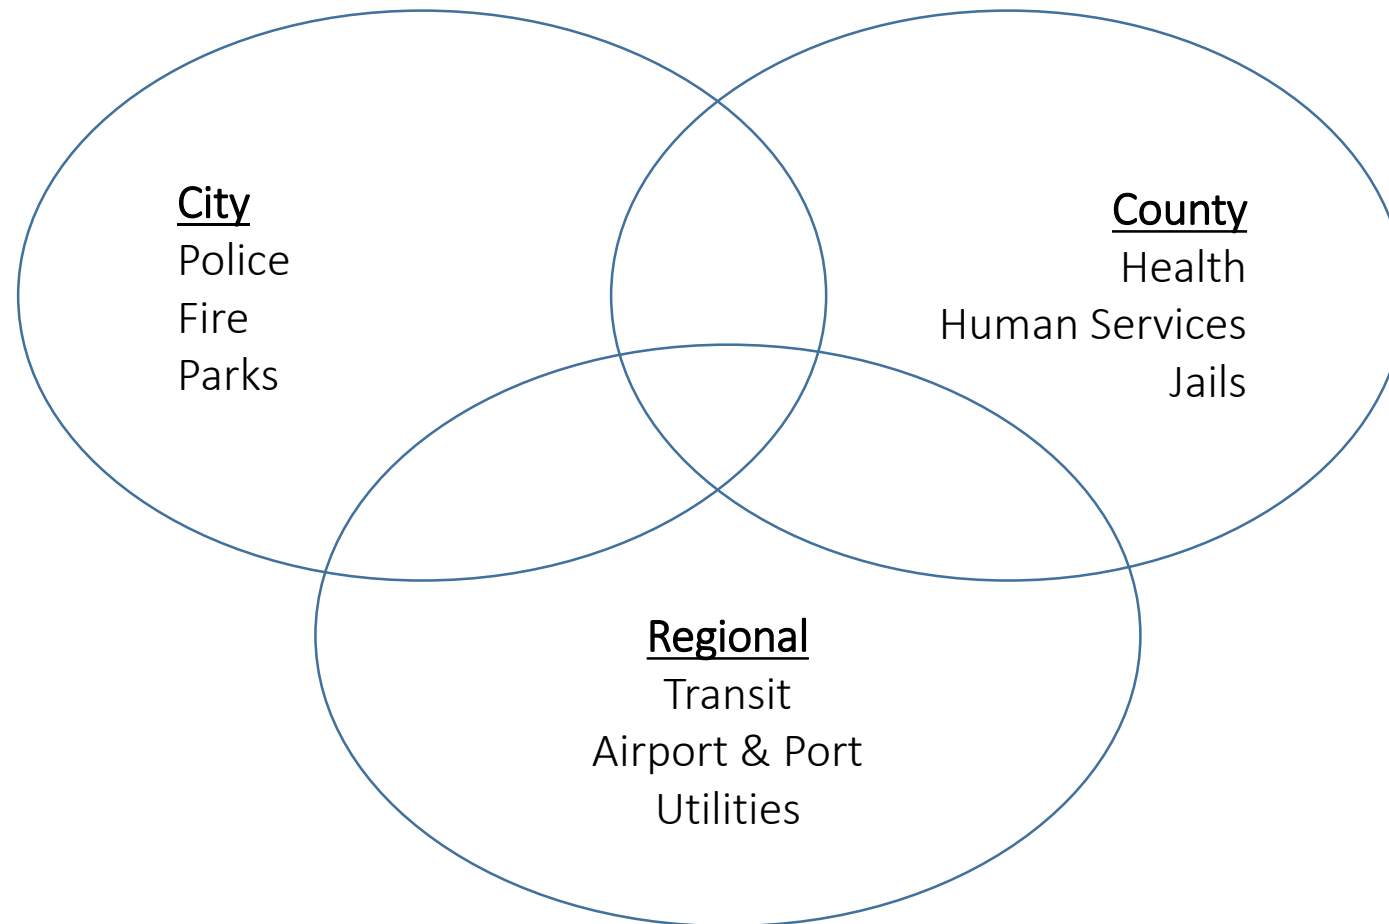 City
Police
Fire
Parks
County
Health
Human Services
Jails
Regional
Transit
Airport & Port
Utilities